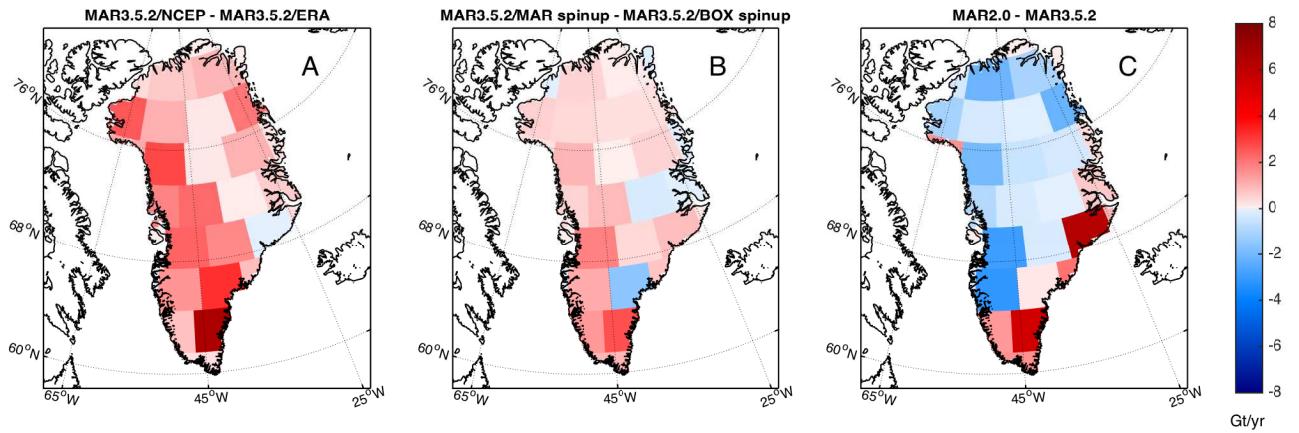 MAR3.5.2/NCEP - MAR3.5.2/ERA
MAR3.5.2/MAR spinup - MAR3.5.2/BOX spinup
MAR2.0 - MAR3.5.2
A
B
C
76°N
68°N
60°N
65°W
45°W
25°W
76°N
68°N
60°N
65°W
45°W
25°W
76°N
68°N
60°N
65°W
45°W
25°W
8
6
4
2
0
-2
-4
-6
-8
Gt/yr